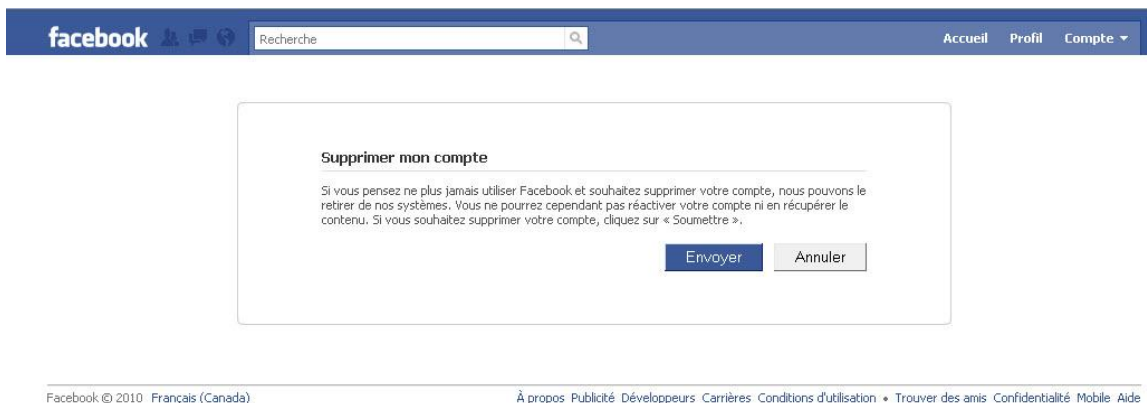 facebook Recherche Accueil Profil Compte
Supprimer mon compte
Si vous pensez ne plus jamais utiliser Facebook et souhaitez supprimer votre compte, nous pouvons le
retirer de nos systèmes. Vous ne pourrez cependant pas réactiver votre compte ni en récupérer le
contenu. Si vous souhaitez supprimer votre compte, cliquez sur « Soumettre ».
Envoyer Annuler
Facebook © 2010 Français (Canada) À propos Publicité Développeurs Carrières Conditions d'utilisation • Trouver des amis Confidentialité Mobile Aide